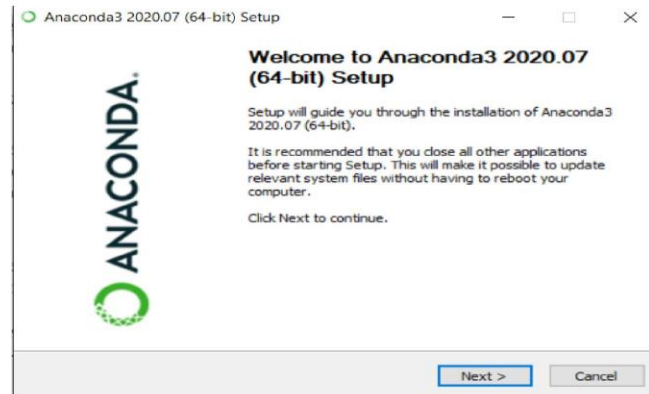 Anaconda3 2020.07 (64-bit) Setup
Welcome to Anaconda3 2020.07
(64-bit) Setup
Setup will guide you through the installation of Anaconda3
2020.07 (64-bit).
It is recommended that you close all other applications
before starting Setup. This will make it possible to update
relevant system files without having to reboot your
computer.
Click Next to continue.
ANACONDA.
Next >
Cancel